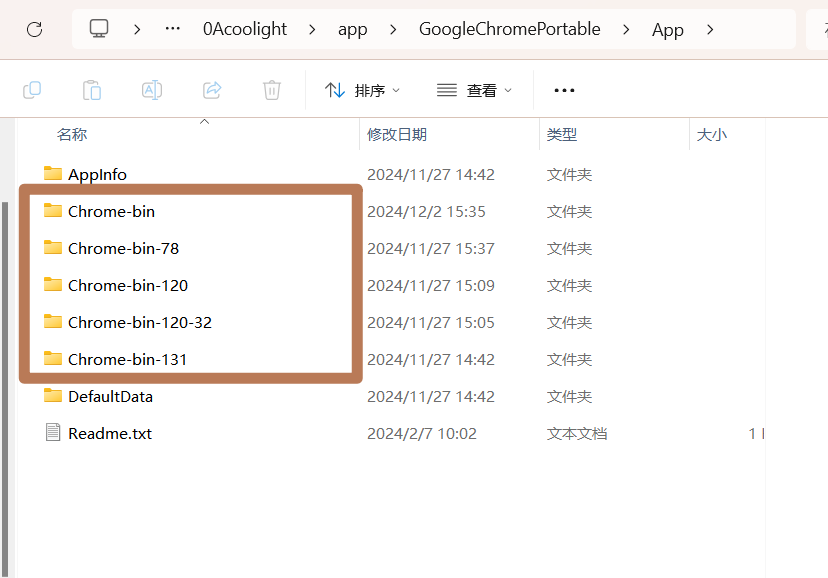 0Acoolight > app > GoogleChromePortable > App >
排序 查看
名称 修改日期 类型 大小
AppInfo 2024/11/27 14:42 文件夹
Chrome-bin 2024/12/2 15:35 文件夹
Chrome-bin-78 2024/11/27 15:37 文件夹
Chrome-bin-120 2024/11/27 15:09 文件夹
Chrome-bin-120-32 2024/11/27 15:05 文件夹
Chrome-bin-131 2024/11/27 14:42 文件夹
DefaultData 2024/11/27 14:42 文件夹
Readme.txt 2024/2/7 10:02 文本文档 1